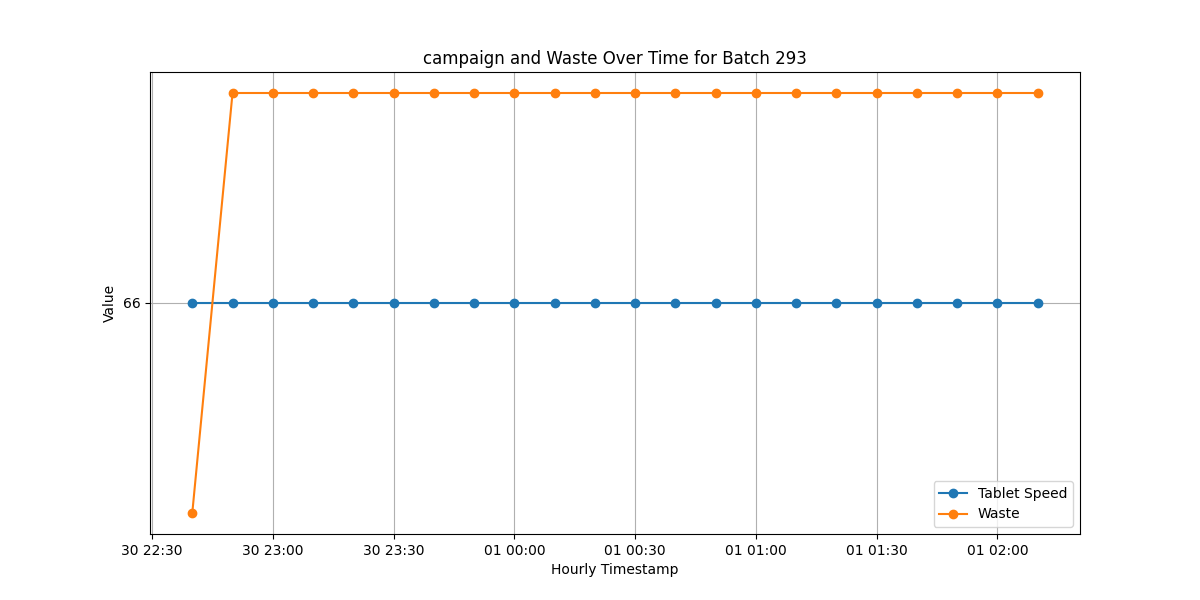 campaign and Waste Over Time for Batch 293
Value
66
Tablet Speed
Waste
30 22:30 30 23:00 30 23:30 01 00:00 01 00:30 01 01:00 01 01:30 01 02:00
Hourly Timestamp